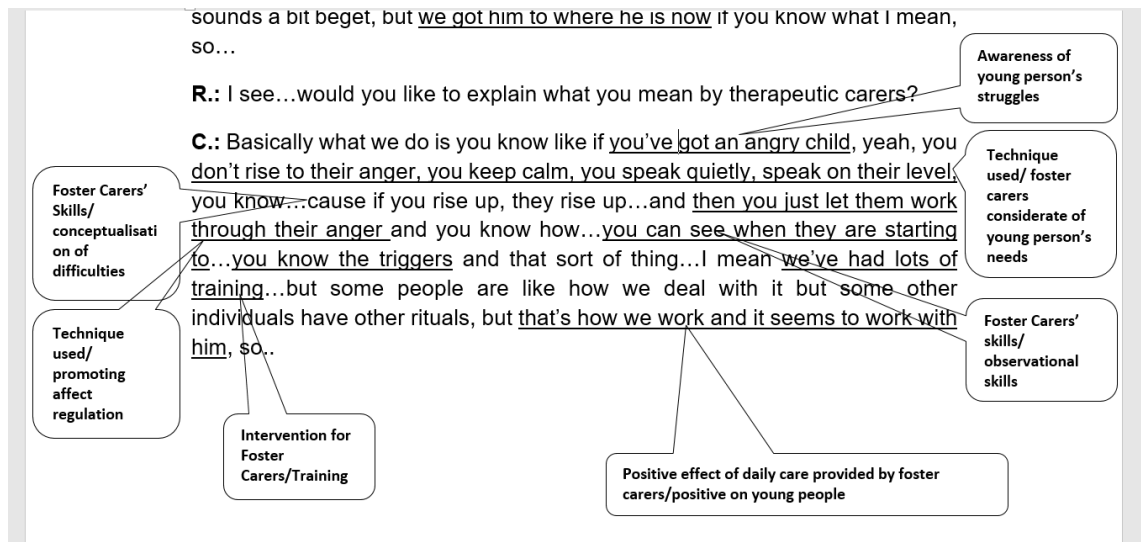 sounds a bit beget, but we got him to where he is now if you know what I mean,
so…
R.: I see…would you like to explain what you mean by therapeutic carers?
C.: Basically what we do is you know like if you’ve got an angry child, yeah, you
don’t rise to their anger, you keep calm, you speak quietly, speak on their level,
you know…cause if you rise up, they rise up…and then you just let them work
through their anger and you know how…you can see when they are starting
to…you know the triggers and that sort of thing…I mean we’ve had lots of
training…but some people are like how we deal with it but some other
individuals have other rituals, but that’s how we work and it seems to work with
him, so..
Awareness of
young person’s
struggles
Technique
used/ foster
carers
considerate of
young person’s
needs
Foster Carers’
Skills/
conceptualisati
on of
difficulties
Technique
used/
promoting
affect
regulation
Foster Carers’
skills/
observational
skills
Intervention for
Foster
Carers/Training
Positive effect of daily care provided by foster
carers/positive on young people